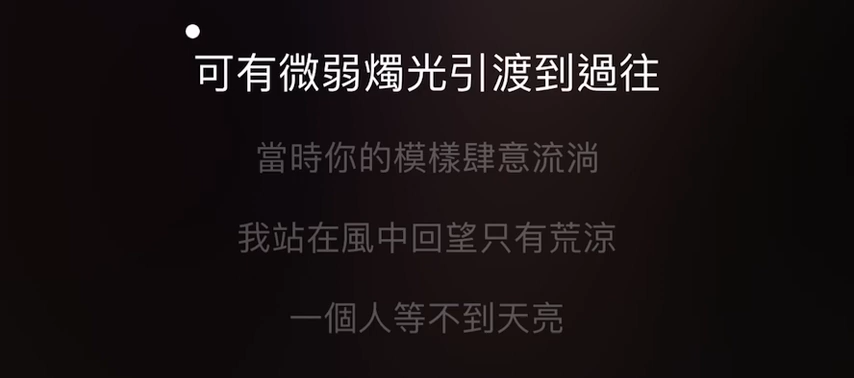 可有微弱燭光引渡到過往
當時你的模樣肆意流淌
我站在風中回望只有荒涼
一個人等不到天亮